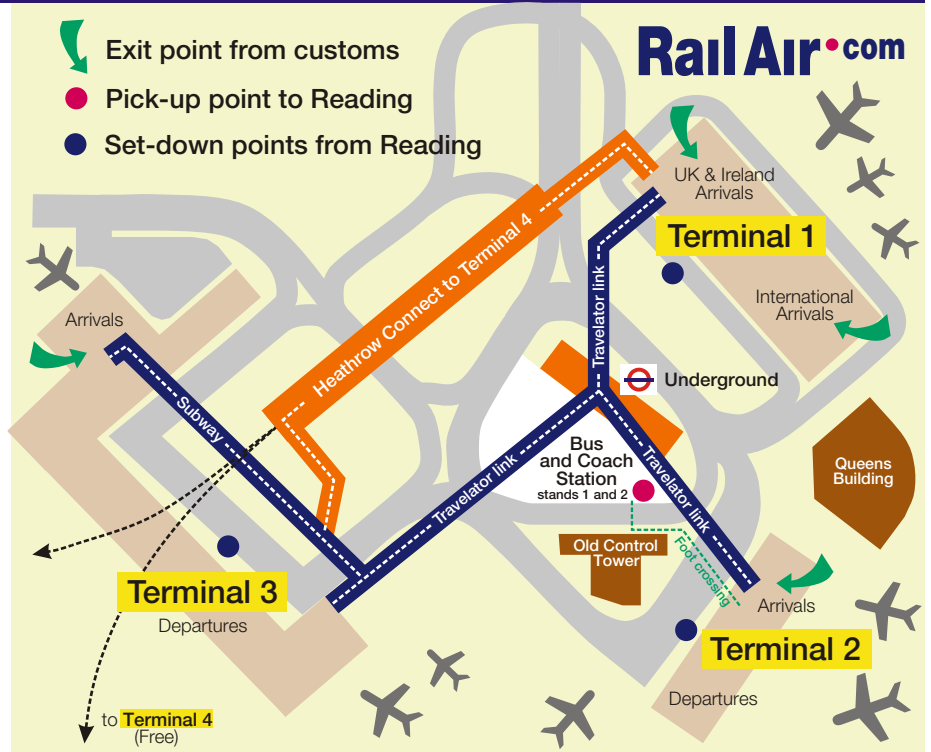 Exit point from customs
Pick-up point to Reading
Set-down points from Reading
Rail Air.com
UK & Ireland
Arrivals
Terminal 1
International
Arrivals
Heathrow Connect to Terminal 4
Travelator link
Underground
Arrivals
Subway
Travelator link
Bus
and Coach
Station
stands 1 and 2
Travelator link
Queens
Building
Old Control
Tower
Foot crossing
Terminal 3
Departures
Arrivals
Terminal 2
Departures
to Terminal 4
(Free)